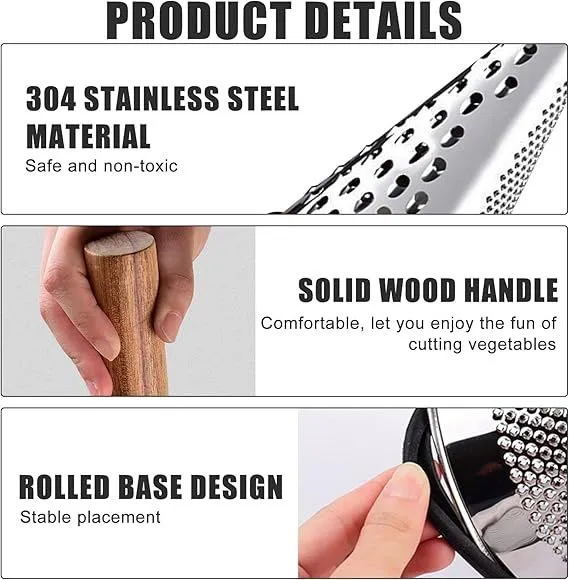 PRODUCT DETAILS
304 STAINLESS STEEL
MATERIAL
Safe and non-toxic
SOLID WOOD HANDLE
Comfortable, let you enjoy the fun of
cutting vegetables
ROLLED BASE DESIGN
Stable placement